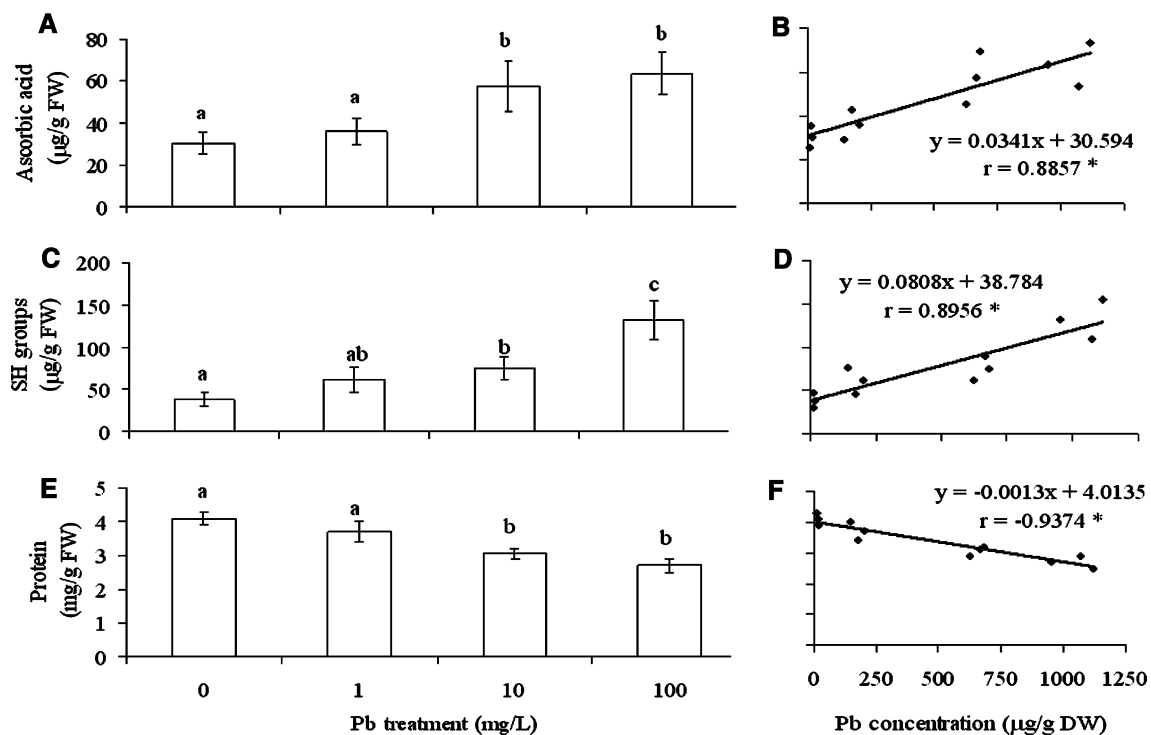 A
Ascorbic acid
(µg/g FW)
80
60
40
20
0
a
a
b
b
B
y = 0.0341x + 30.594
r = 0.8857 *
C
SH groups
(µg/g FW)
200
150
100
50
0
a
ab
b
c
D
y = 0.0808x + 38.784
r = 0.8956 *
E
Protein
(mg/g FW)
5
4
3
2
1
0
a
a
b
b
0
1
10
100
Pb treatment (mg/L)
F
y = -0.0013x + 4.0135
r = -0.9374 *
0
250
500
750
1000
1250
Pb concentration (µg/g DW)